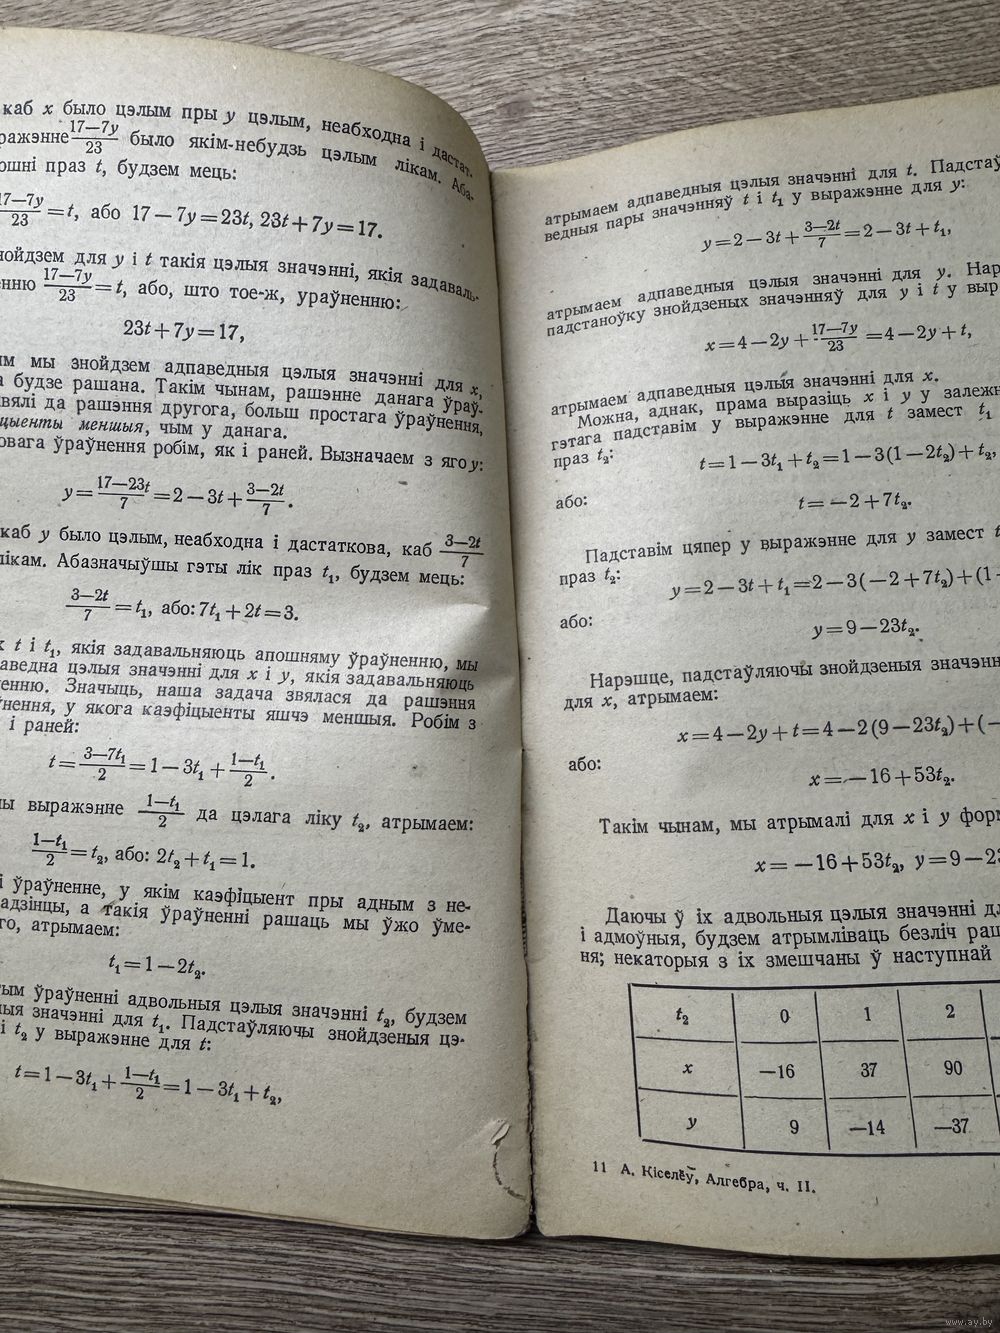 каб x было цэлым пры y цэлым, неабходна і дастат-
17—7y/23 было якім-небудзь цэлым лікам. Аба-
праз t, будзем мець:
17—7y/23 = t, або 17 — 7y = 23t, 23t + 7y = 17.
для y і t такія цэлыя значэнні, якія задаваль-
17—7y/23 = t, або, што тое-ж, ураўненню:
23t + 7y = 17,
мы знойдзем адпаведныя цэлыя значэнні для x,
будзе рашана. Такім чынам, рашэнне данага ўраў-
да рашэння другога, больш простага ўраўнення,
меншыя, чым у данага.
ўраўнення робім, як і раней. Вызначаем з яго y:
y = 17—23t/7 = 2 — 3t + 3—2t/7.
каб y было цэлым, неабходна і дастаткова, каб 3—2t/7
лікам. Абазначыўшы гэты лік праз t₁, будзем мець:
3—2t/7 = t₁, або: 7t₁ + 2t = 3.
t і t₁, якія задавальняюць апошняму ўраўненню, мы
цэлыя значэнні для x і y, якія задавальняюць
Значыць, наша задача звялася да рашэння
у якога каэфіцыенты яшчэ меншыя. Робім з
і раней:
t = 3—7t₁/2 = 1 — 3t₁ + 1—t₁/2.
выражэнне 1—t₁/2 да цэлага ліку t₂, атрымаем:
1—t₁/2 = t₂, або: 2t₂ + t₁ = 1.
ўраўненне, у якім каэфіцыент пры адным з не-
а такія ўраўненні рашаць мы ўжо ўме-
атрымаем:
t₁ = 1 — 2t₂.
ўраўненні адвольныя цэлыя значэнні t₂, будзем
значэнні для t₁. Падстаўляючы знойдзеныя цэ-
і t₂ у выражэнне для t:
t = 1 — 3t₁ + 1—t₁/2 = 1 — 3t₁ + t₂,
атрымаем адпаведныя цэлыя значэнні для t. Падстаў
ведныя пары значэнняў t і t₁ у выражэнне для y:
y = 2 — 3t + 3—2t/7 = 2 — 3t + t₁,
атрымаем адпаведныя цэлыя значэнні для y. Нар
падстаноўку знойдзеных значэнняў для y і t у выр
x = 4 — 2y + 17—7y/23 = 4 — 2y + t,
атрымаем адпаведныя цэлыя значэнні для x.
Можна, аднак, прама выразіць x і y у залежн
гэтага падставім у выражэнне для t замест t₁
праз t₂:
t = 1 — 3t₁ + t₂ = 1 — 3(1 — 2t₂) + t₂,
або:
t = — 2 + 7t₂.
Падставім цяпер у выражэнне для y замест t
праз t₂:
y = 2 — 3t + t₁ = 2 — 3(— 2 + 7t₂) + (1 —
або:
y = 9 — 23t₂.
Нарэшце, падстаўляючы знойдзеныя значэнн
для x, атрымаем:
x = 4 — 2y + t = 4 — 2(9 — 23t₂) + (—
або:
x = — 16 + 53t₂.
Такім чынам, мы атрымалі для x і y форм
x = — 16 + 53t₂, y = 9 — 23
Даючы ў іх адвольныя цэлыя значэнні дл
і адмоўныя, будзем атрымліваць безліч раш
ня; некаторыя з іх змешчаны ў наступнай
t₂ 0 1 2
x —16 37 90
y 9 —14 —37
11 А. Кіселёў, Алгебра, ч. II.
www.ay.by